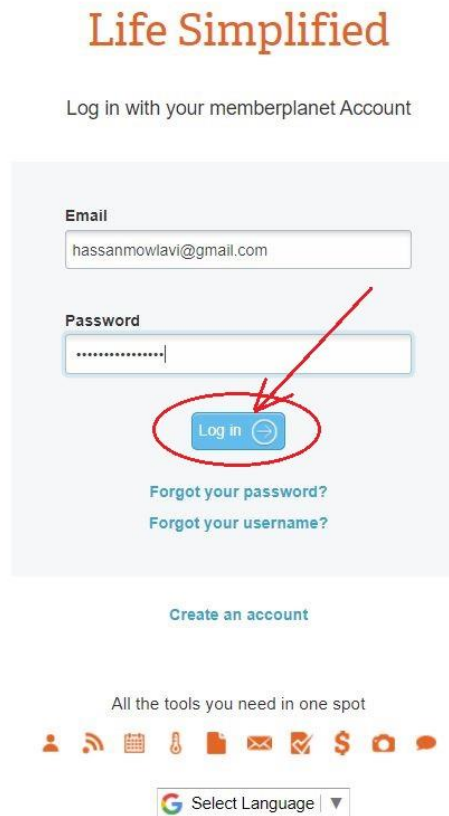 Life Simplified
Log in with your memberplanet Account
Email
hassanmowlavi@gmail.com
Password
••••••••••••••••
Log in
Forgot your password?
Forgot your username?
Create an account
All the tools you need in one spot
Select Language ▼